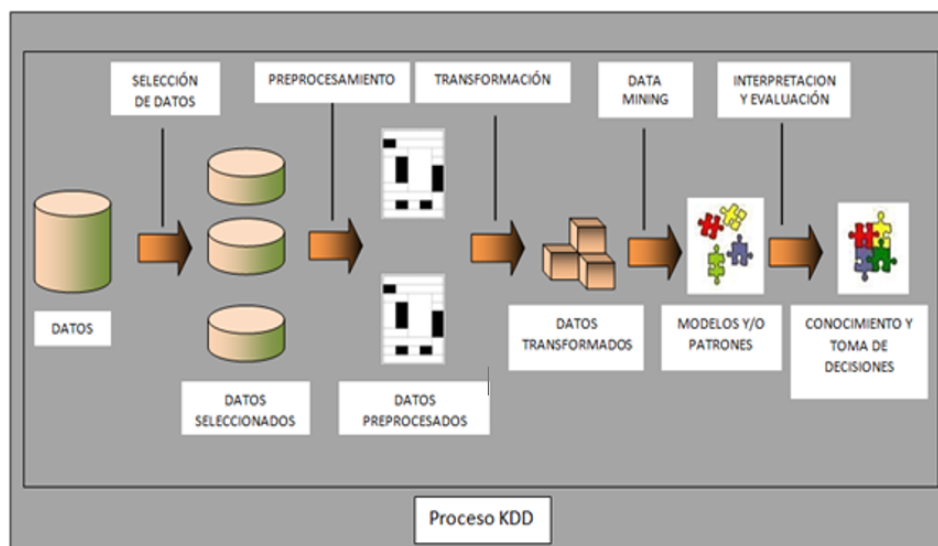 SELECCIÓN
DE DATOS
PREPROCESAMIENTO
TRANSFORMACIÓN
DATA
MINING
INTERPRETACION
Y EVALUACIÓN
DATOS
DATOS
SELECCIONADOS
DATOS
PREPROCESADOS
DATOS
TRANSFORMADOS
MODELOS Y/O
PATRONES
CONOCIMIENTO Y
TOMA DE
DECISIONES
Proceso KDD